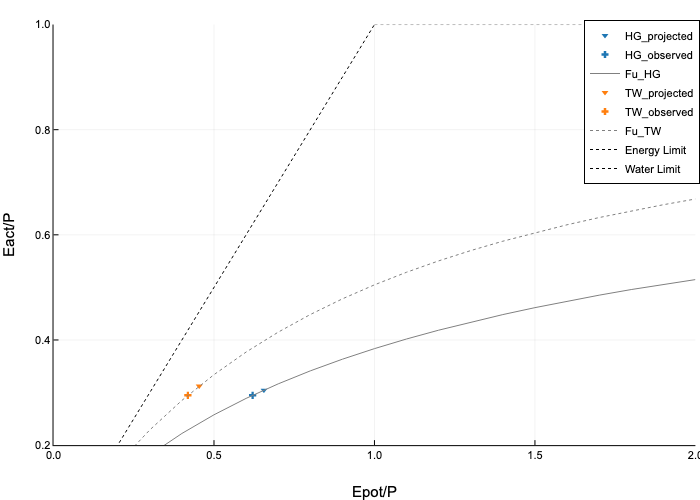 1.0
0.8
0.6
0.4
0.2
Eact/P
0.0
0.5
1.0
1.5
2.0
Epot/P
HG_projected
HG_observed
Fu_HG
TW_projected
TW_observed
Fu_TW
Energy Limit
Water Limit